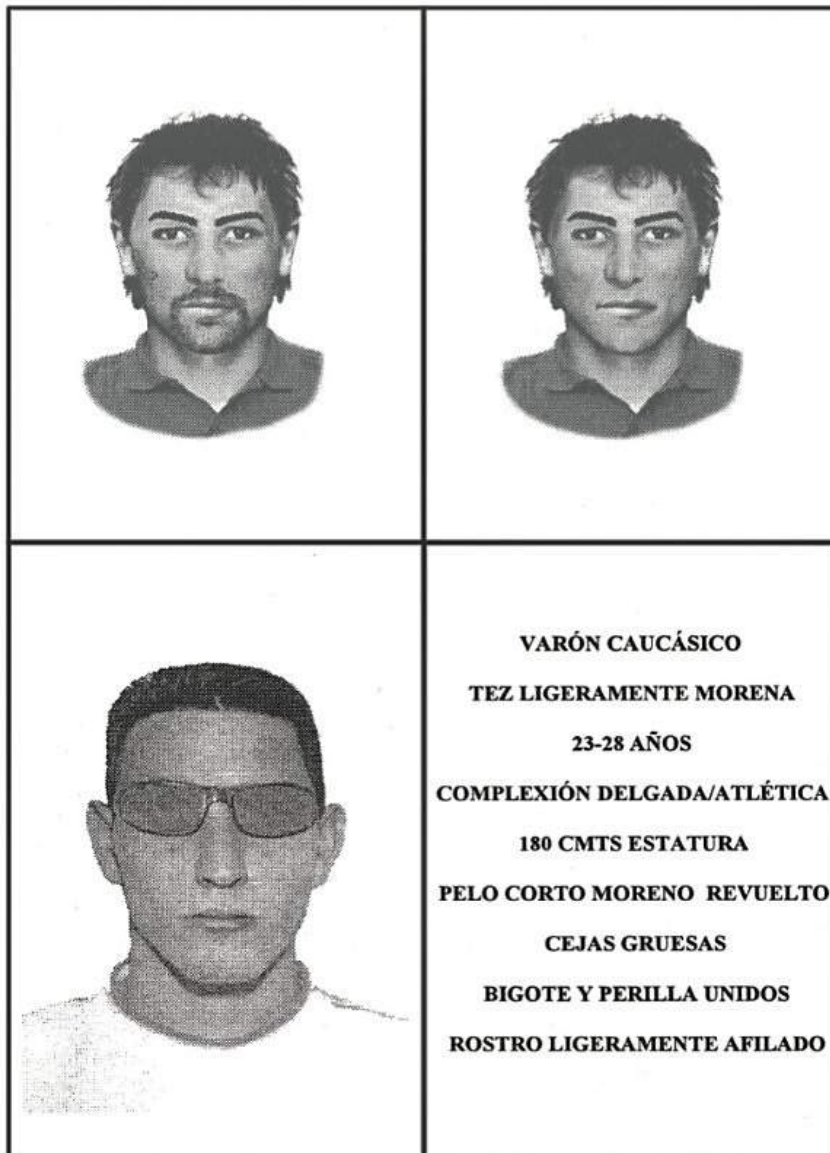 VARÓN CAUCÁSICO
TEZ LIGERAMENTE MORENA
23-28 AÑOS
COMPLEXIÓN DELGADA/ATLÉTICA
180 CMTS ESTATURA
PELO CORTO MORENO REVUELTO
CEJAS GRUESAS
BIGOTE Y PERILLA UNIDOS
ROSTRO LIGERAMENTE AFILADO